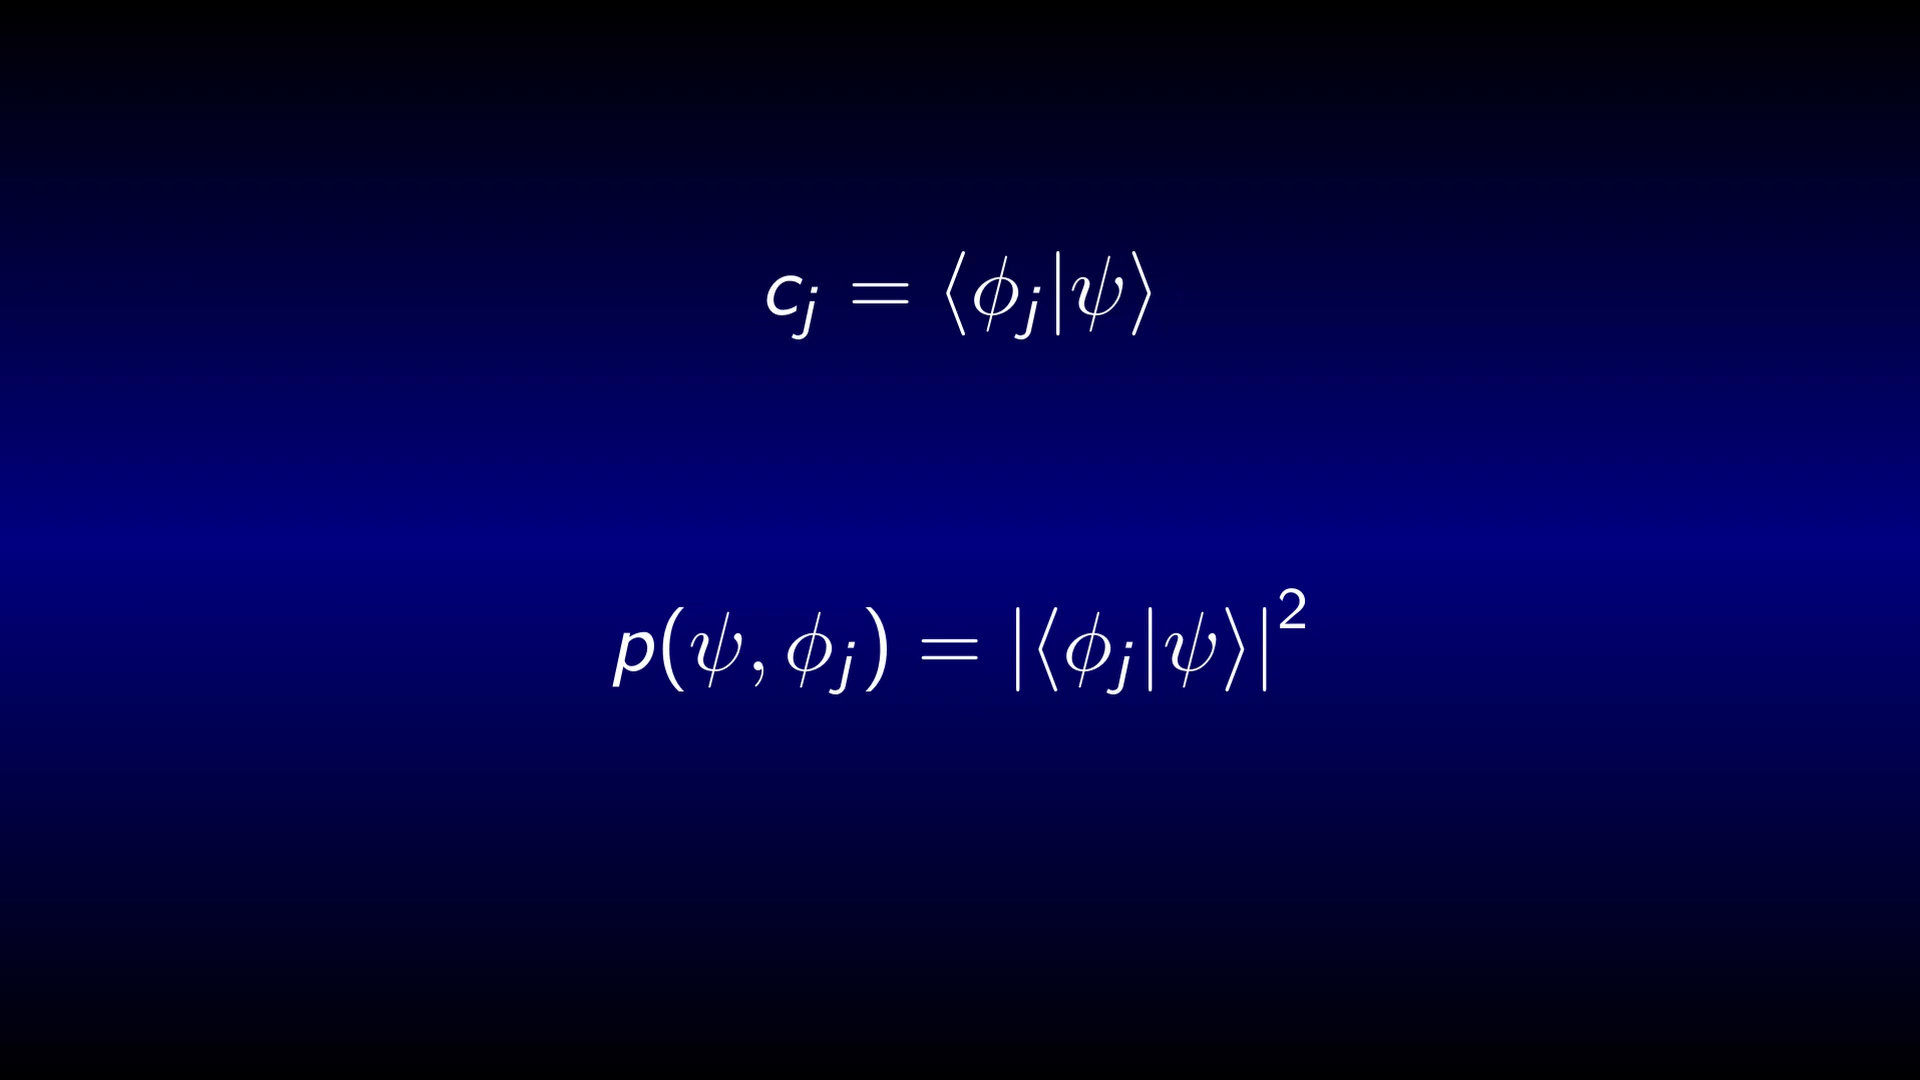 c_j = ⟨ϕ_j|ψ⟩
p(ψ, ϕ_j) = |⟨ϕ_j|ψ⟩|²